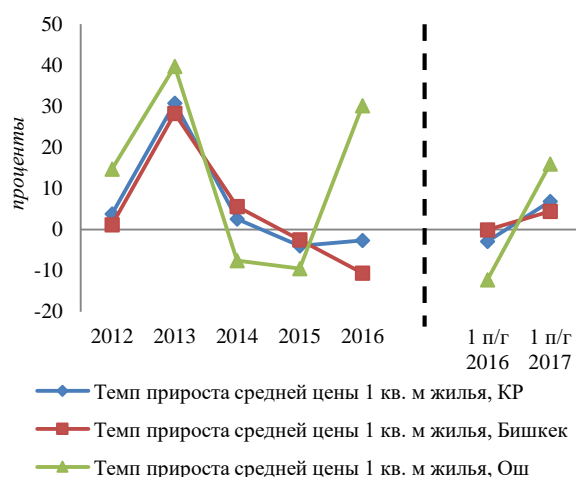 50
40
30
20
10
0
-10
-20
проценты
2012 2013 2014 2015 2016 1 п/г 1 п/г
2016 2017
Темп прироста средней цены 1 кв. м жилья, КР
Темп прироста средней цены 1 кв. м жилья, Бишкек
Темп прироста средней цены 1 кв. м жилья, Ош